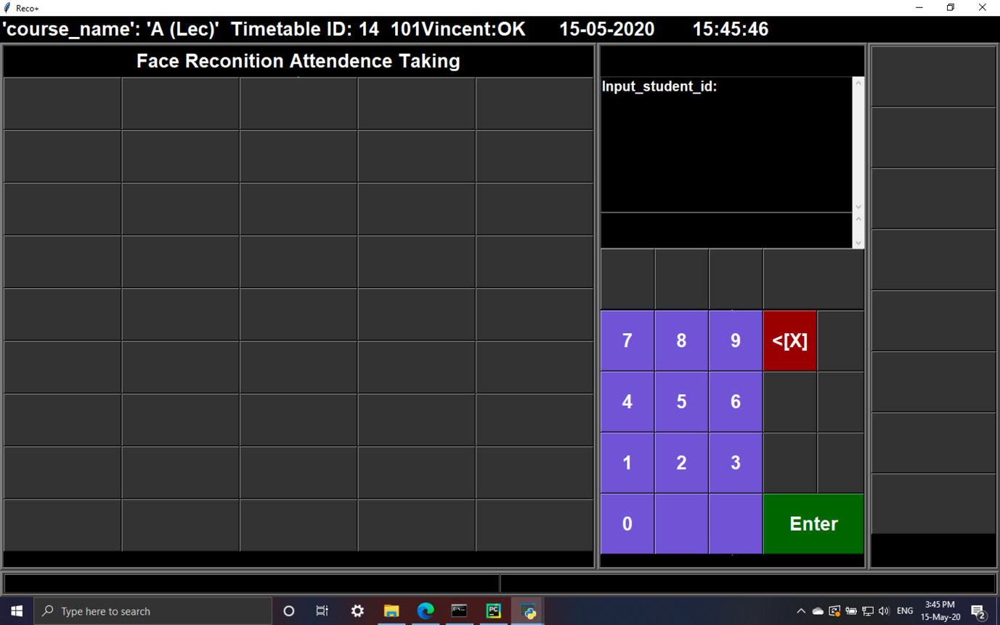 Reco+
'course_name': 'A (Lec)' Timetable ID: 14 101Vincent:OK 15-05-2020 15:45:46
Face Reconition Attendence Taking
Input_student_id:
7 8 9 <[X]
4 5 6
1 2 3
0 Enter
Type here to search
PC
ENG
3:45 PM
15-May-20
2